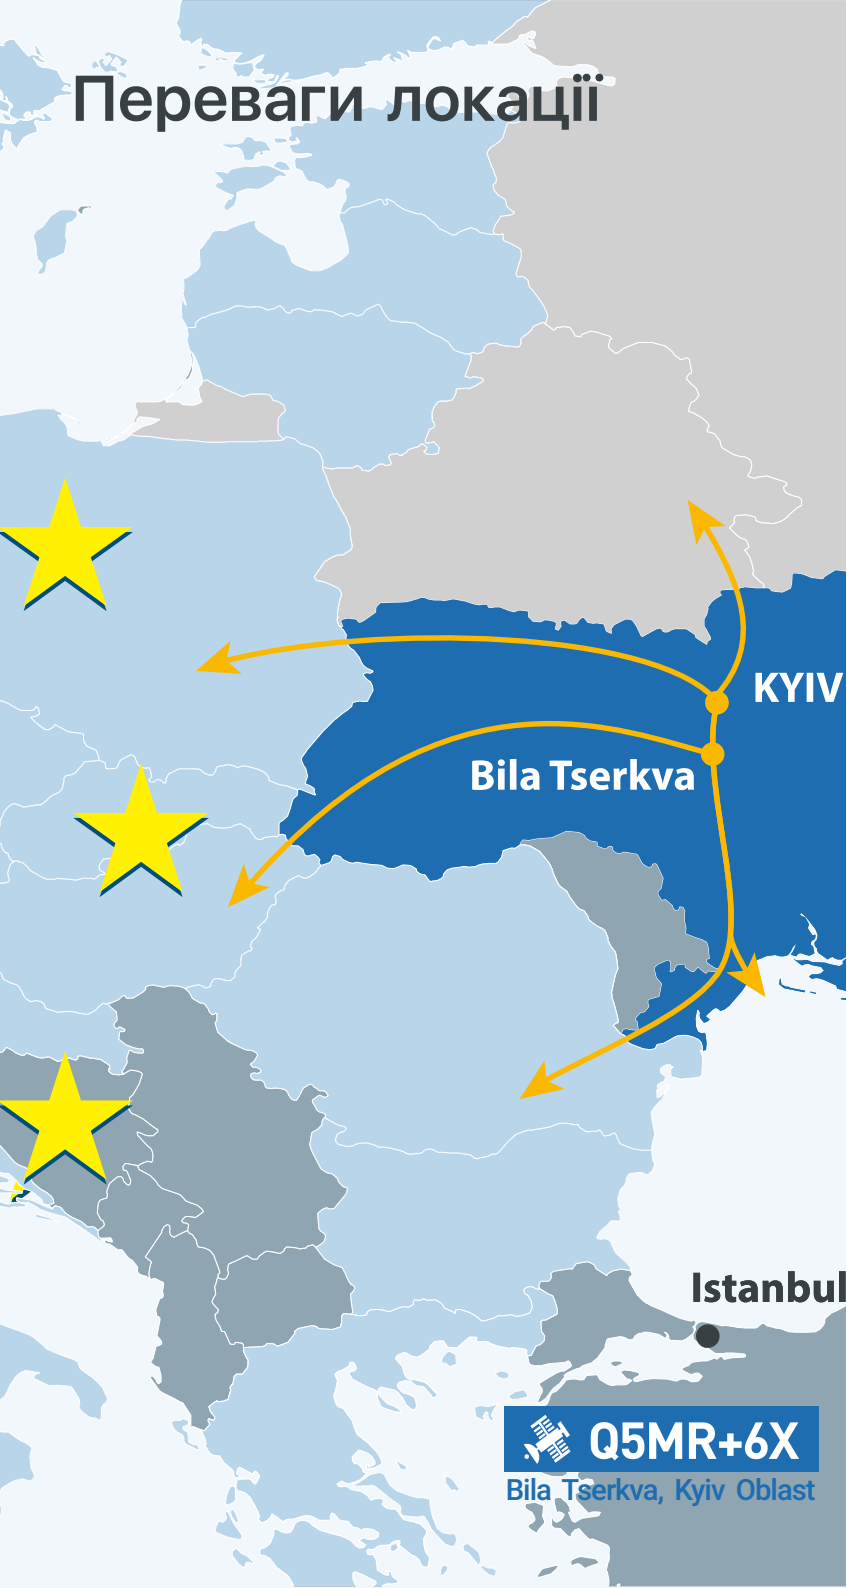 Переваги локації
KYIV
Bila Tserkva
Istanbul
Q5MR+6X
Bila Tserkva, Kyiv Oblast